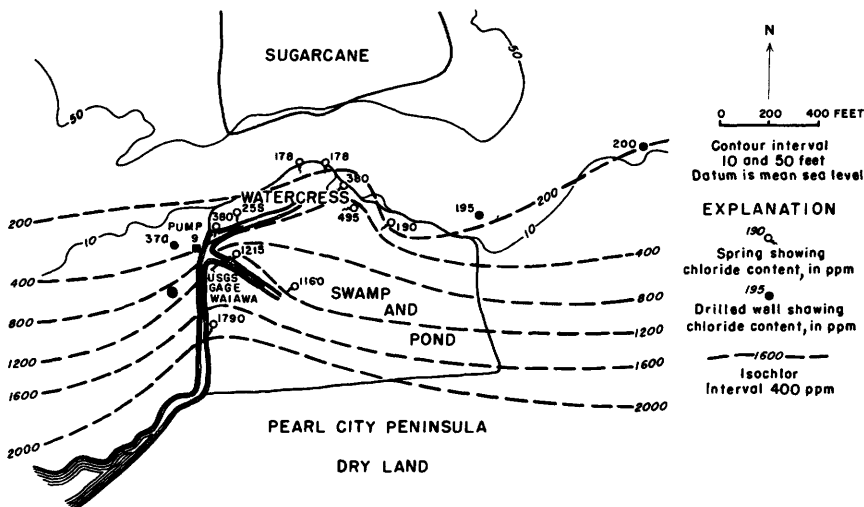 SUGARCANE
50
50
N
0 200 400 FEET
Contour interval
10 and 50 feet
Datum is mean sea level
EXPLANATION
190
Spring showing
chloride content, in ppm
195
Drilled wall showing
chloride content, in ppm
1600
Isochlor
Interval 400 ppm
178 178
200
380
200
WATERCRESS
258
195
495
190
200
PUMP
380
10
370
9
10
1215
400
400
USGS
GAGE
WAIAWA
1160
SWAMP
AND
POND
800
800
1790
1200
1200
1600
1600
2000
2000
PEARL CITY PENINSULA
DRY LAND